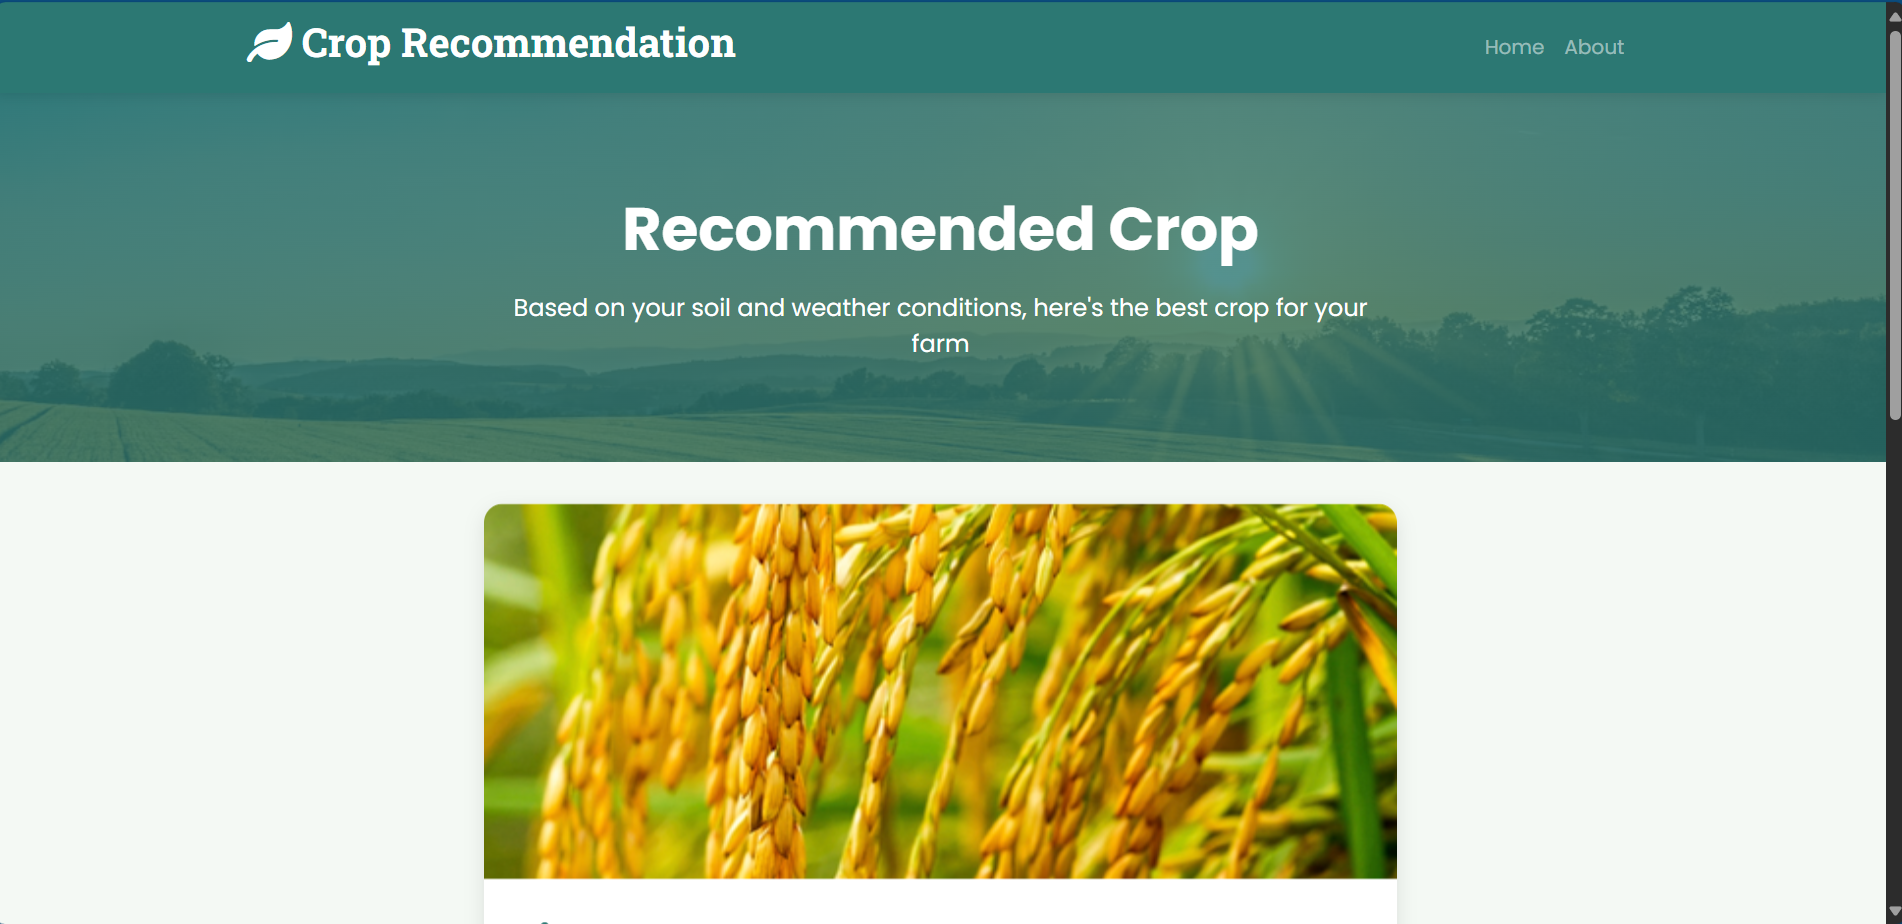 Crop Recommendation
Home About
Recommended Crop
Based on your soil and weather conditions, here's the best crop for your
farm